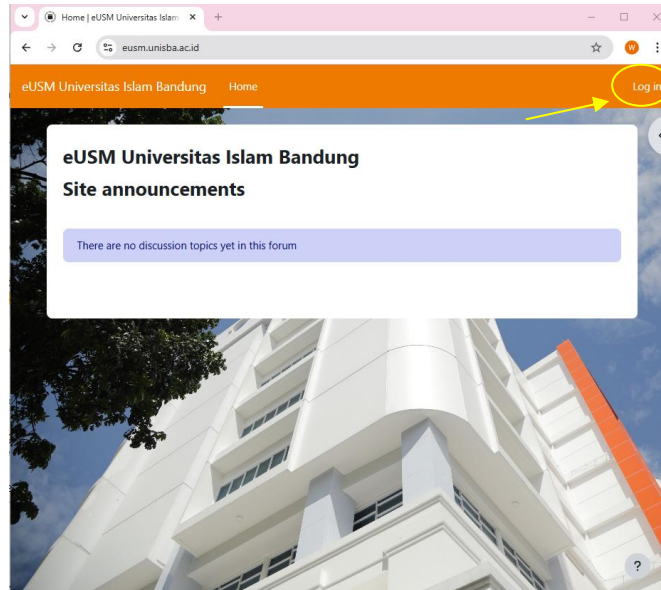 Home | eUSM Universitas Islam
eusm.unisba.ac.id
W
eUSM Universitas Islam Bandung Home Log in
eUSM Universitas Islam Bandung
Site announcements
There are no discussion topics yet in this forum
?